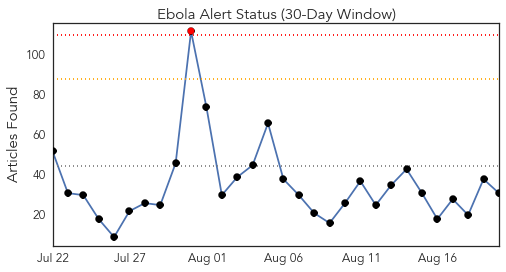 Ebola Alert Status (30-Day Window)
Articles Found
100
80
60
40
20
Jul 22 Jul 27 Aug 01 Aug 06 Aug 11 Aug 16